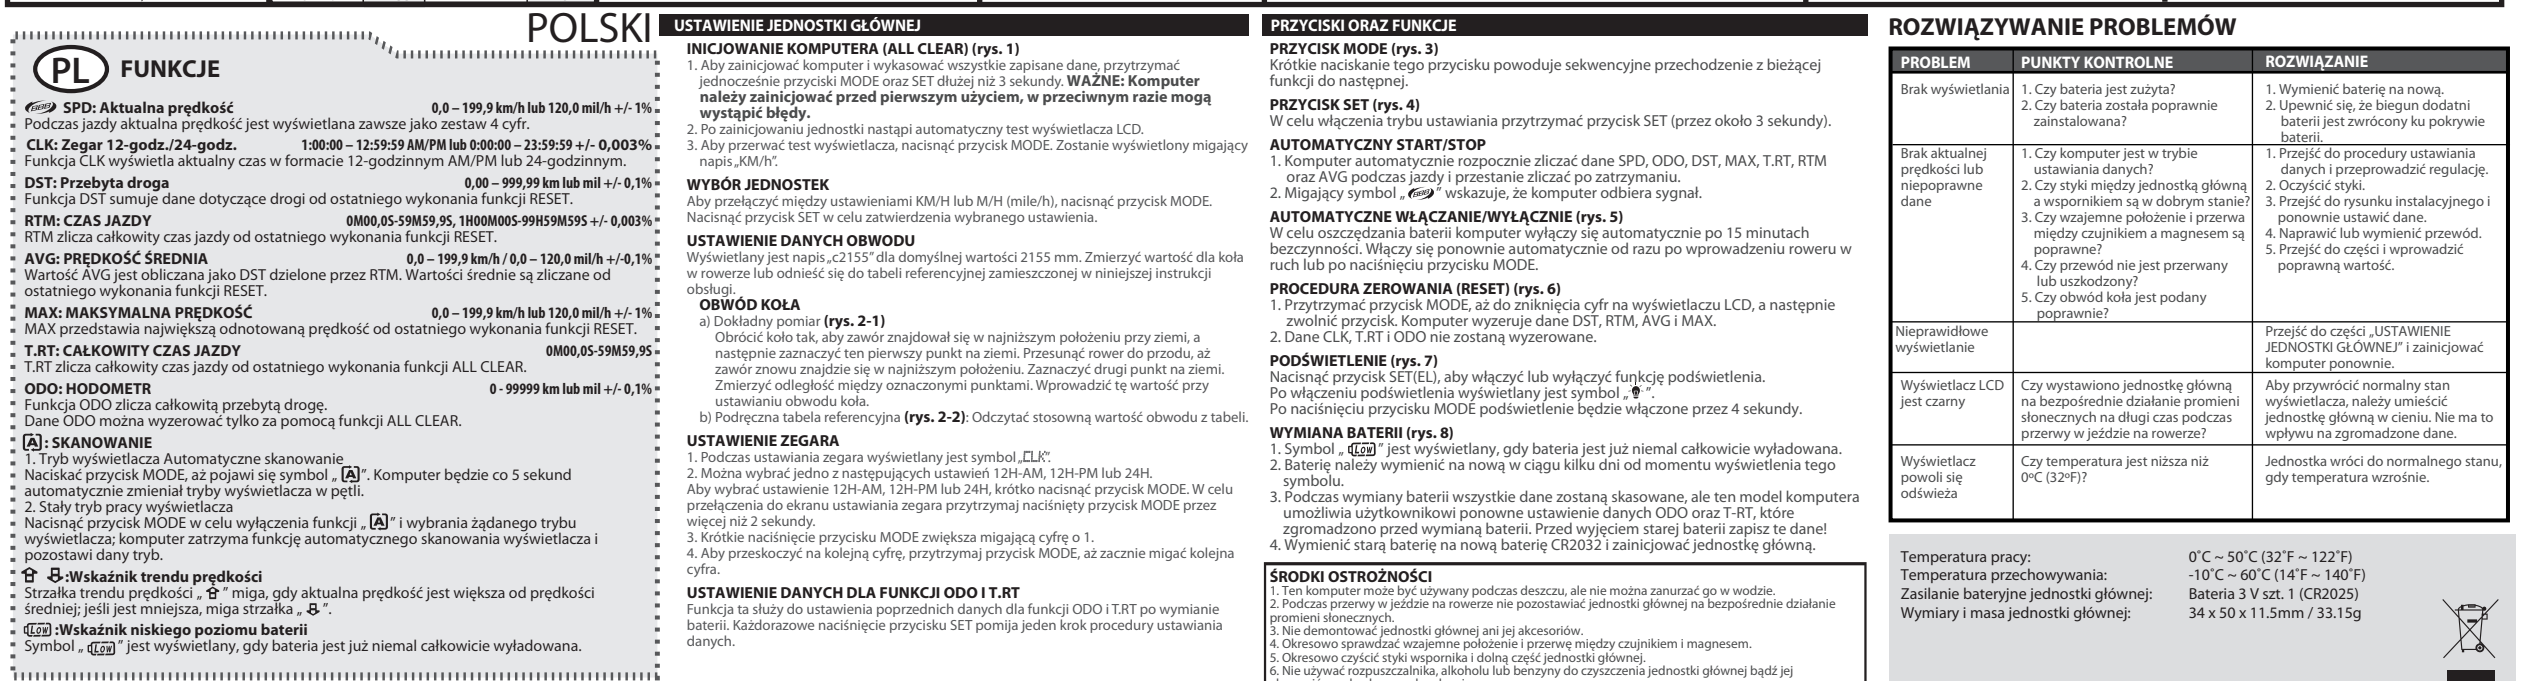 POLSKI
PL FUNKCJE
SPD: Aktualna prędkość 0,0 – 199,9 km/h lub 120,0 mil/h +/- 1%
Podczas jazdy aktualna prędkość jest wyświetlana zawsze jako zestaw 4 cyfr.
CLK: Zegar 12-godz./24-godz. 1:00:00 – 12:59:59 AM/PM lub 0:00:00 – 23:59:59 +/- 0,003%
Funkcja CLK wyświetla aktualny czas w formacie 12-godzinnym AM/PM lub 24-godzinnym.
DST: Przebyta droga 0,00 – 999,99 km lub mil +/- 0,1%
Funkcja DST sumuje dane dotyczące drogi od ostatniego wykonania funkcji RESET.
RTM: CZAS JAZDY 0M00,0S-59M59,9S, 1H00M00S-99H59M59S +/- 0,003%
RTM zlicza całkowity czas jazdy od ostatniego wykonania funkcji RESET.
AVG: PRĘDKOŚĆ ŚREDNIA 0,0 – 199,9 km/h / 0,0 – 120,0 mil/h +/-0,1%
Wartość AVG jest obliczana jako DST dzielone przez RTM. Wartości średnie są zliczane od
ostatniego wykonania funkcji RESET.
MAX: MAKSYMALNA PRĘDKOŚĆ 0,0 – 199,9 km/h lub 120,0 mil/h +/- 1%
MAX przedstawia największą odnotowaną prędkość od ostatniego wykonania funkcji RESET.
T.RT: CAŁKOWITY CZAS JAZDY 0M00,0S-59M59,9S
T.RT zlicza całkowity czas jazdy od ostatniego wykonania funkcji ALL CLEAR.
ODO: HODOMETR 0 - 99999 km lub mil +/- 0,1%
Funkcja ODO zlicza całkowitą przebytą drogę.
Dane ODO można wyzerować tylko za pomocą funkcji ALL CLEAR.
A : SKANOWANIE
1. Tryb wyświetlacza Automatyczne skanowanie
Naciskać przycisk MODE, aż pojawi się symbol „ A ”. Komputer będzie co 5 sekund
automatycznie zmieniał tryby wyświetlacza w pętli.
2. Stały tryb pracy wyświetlacza
Nacisnąć przycisk MODE w celu wyłączenia funkcji „ A ” i wybrania żądanego trybu
wyświetlacza; komputer zatrzyma funkcję automatycznego skanowania wyświetlacza i
pozostawi dany tryb.
:Wskaźnik trendu prędkości
Strzałka trendu prędkości „ ” miga, gdy aktualna prędkość jest większa od prędkości
średniej; jeśli jest mniejsza, miga strzałka „ ”.
Low :Wskaźnik niskiego poziomu baterii
Symbol „ Low ” jest wyświetlany, gdy bateria jest już niemal całkowicie wyładowana.
USTAWIENIE JEDNOSTKI GŁÓWNEJ
INICJOWANIE KOMPUTERA (ALL CLEAR) (rys. 1)
1. Aby zainicjować komputer i wykasować wszystkie zapisane dane, przytrzymać
jednocześnie przyciski MODE oraz SET dłużej niż 3 sekundy. WAŻNE: Komputer
należy zainicjować przed pierwszym użyciem, w przeciwnym razie mogą
wystąpić błędy.
2. Po zainicjowaniu jednostki nastąpi automatyczny test wyświetlacza LCD.
3. Aby przerwać test wyświetlacza, nacisnąć przycisk MODE. Zostanie wyświetlony migający
napis „KM/h”.
WYBÓR JEDNOSTEK
Aby przełączyć między ustawieniami KM/H lub M/H (mile/h), nacisnąć przycisk MODE.
Nacisnąć przycisk SET w celu zatwierdzenia wybranego ustawienia.
USTAWIENIE DANYCH OBWODU
Wyświetlany jest napis „c2155” dla domyślnej wartości 2155 mm. Zmierzyć wartość dla koła
w rowerze lub odnieść się do tabeli referencyjnej zamieszczonej w niniejszej instrukcji
obsługi.
OBWÓD KOŁA
a) Dokładny pomiar (rys. 2-1)
Obrócić koło tak, aby zawór znajdował się w najniższym położeniu przy ziemi, a
następnie zaznaczyć ten pierwszy punkt na ziemi. Przesunąć rower do przodu, aż
zawór znowu znajdzie się w najniższym położeniu. Zaznaczyć drugi punkt na ziemi.
Zmierzyć odległość między oznaczonymi punktami. Wprowadzić tę wartość przy
ustawianiu obwodu koła.
b) Podręczna tabela referencyjna (rys. 2-2): Odczytać stosowną wartość obwodu z tabeli.
USTAWIENIE ZEGARA
1. Podczas ustawiania zegara wyświetlany jest symbol „CLK”.
2. Można wybrać jedno z następujących ustawień 12H-AM, 12H-PM lub 24H.
Aby wybrać ustawienie 12H-AM, 12H-PM lub 24H, krótko nacisnąć przycisk MODE. W celu
przełączenia do ekranu ustawiania zegara przytrzymaj naciśnięty przycisk MODE przez
więcej niż 2 sekundy.
3. Krótkie naciśnięcie przycisku MODE zwiększa migającą cyfrę o 1.
4. Aby przeskoczyć na kolejną cyfrę, przytrzymaj przycisk MODE, aż zacznie migać kolejna
cyfra.
USTAWIENIE DANYCH DLA FUNKCJI ODO I T.RT
Funkcja ta służy do ustawienia poprzednich danych dla funkcji ODO i T.RT po wymianie
baterii. Każdorazowe naciśnięcie przycisku SET pomija jeden krok procedury ustawiania
danych.
PRZYCISKI ORAZ FUNKCJE
PRZYCISK MODE (rys. 3)
Krótkie naciskanie tego przycisku powoduje sekwencyjne przechodzenie z bieżącej
funkcji do następnej.
PRZYCISK SET (rys. 4)
W celu włączenia trybu ustawiania przytrzymać przycisk SET (przez około 3 sekundy).
AUTOMATYCZNY START/STOP
1. Komputer automatycznie rozpocznie zliczać dane SPD, ODO, DST, MAX, T.RT, RTM
oraz AVG podczas jazdy i przestanie zliczać po zatrzymaniu.
2. Migający symbol „ ” wskazuje, że komputer odbiera sygnał.
AUTOMATYCZNE WŁĄCZANIE/WYŁĄCZNIE (rys. 5)
W celu oszczędzania baterii komputer wyłączy się automatycznie po 15 minutach
bezczynności. Włączy się ponownie automatycznie od razu po wprowadzeniu roweru w
ruch lub po naciśnięciu przycisku MODE.
PROCEDURA ZEROWANIA (RESET) (rys. 6)
1. Przytrzymać przycisk MODE, aż do zniknięcia cyfr na wyświetlaczu LCD, a następnie
zwolnić przycisk. Komputer wyzeruje dane DST, RTM, AVG i MAX.
2. Dane CLK, T.RT i ODO nie zostaną wyzerowane.
PODŚWIETLENIE (rys. 7)
Nacisnąć przycisk SET(EL), aby włączyć lub wyłączyć funkcję podświetlenia.
Po włączeniu podświetlenia wyświetlany jest symbol „ ”.
Po naciśnięciu przycisku MODE podświetlenie będzie włączone przez 4 sekundy.
WYMIANA BATERII (rys. 8)
1. Symbol „ Low ” jest wyświetlany, gdy bateria jest już niemal całkowicie wyładowana.
2. Baterię należy wymienić na nową w ciągu kilku dni od momentu wyświetlenia tego
symbolu.
3. Podczas wymiany baterii wszystkie dane zostaną skasowane, ale ten model komputera
umożliwia użytkownikowi ponowne ustawienie danych ODO oraz T-RT, które
zgromadzono przed wymianą baterii. Przed wyjęciem starej baterii zapisz te dane!
4. Wymienić starą baterię na nową baterię CR2032 i zainicjować jednostkę główną.
ŚRODKI OSTROŻNOŚCI
1. Ten komputer może być używany podczas deszczu, ale nie można zanurzać go w wodzie.
2. Podczas przerwy w jeździe na rowerze nie pozostawiać jednostki głównej na bezpośrednie działanie
promieni słonecznych.
3. Nie demontować jednostki głównej ani jej akcesoriów.
4. Okresowo sprawdzać wzajemne położenie i przerwę między czujnikiem i magnesem.
5. Okresowo czyścić styki wspornika i dolną część jednostki głównej.
6. Nie używać rozpuszczalnika, alkoholu lub benzyny do czyszczenia jednostki głównej bądź jej
ROZWIĄZYWANIE PROBLEMÓW
PROBLEM PUNKTY KONTROLNE ROZWIĄZANIE
Brak wyświetlania
1. Czy bateria jest zużyta?
2. Czy bateria została poprawnie
zainstalowana?
1. Wymienić baterię na nową.
2. Upewnić się, że biegun dodatni
baterii jest zwrócony ku pokrywie
baterii.
Brak aktualnej
prędkości lub
niepoprawne
dane
1. Czy komputer jest w trybie
ustawiania danych?
2. Czy styki między jednostką główną
a wspornikiem są w dobrym stanie?
3. Czy wzajemne położenie i przerwa
między czujnikiem a magnesem są
poprawne?
4. Czy przewód nie jest przerwany
lub uszkodzony?
5. Czy obwód koła jest podany
poprawnie?
1. Przejść do procedury ustawiania
danych i przeprowadzić regulację.
2. Oczyścić styki.
3. Przejść do rysunku instalacyjnego i
ponownie ustawić dane.
4. Naprawić lub wymienić przewód.
5. Przejść do części i wprowadzić
poprawną wartość.
Nieprawidłowe
wyświetlanie
Przejść do części „USTAWIENIE
JEDNOSTKI GŁÓWNEJ” i zainicjować
komputer ponownie.
Wyświetlacz LCD
jest czarny
Czy wystawiono jednostkę główną
na bezpośrednie działanie promieni
słonecznych na długi czas podczas
przerwy w jeździe na rowerze?
Aby przywrócić normalny stan
wyświetlacza, należy umieścić
jednostkę główną w cieniu. Nie ma to
wpływu na zgromadzone dane.
Wyświetlacz
powoli się
odświeża
Czy temperatura jest niższa niż
0ºC (32ºF)?
Jednostka wróci do normalnego stanu,
gdy temperatura wzrośnie.
Temperatura pracy: 0˚C ~ 50˚C (32˚F ~ 122˚F)
Temperatura przechowywania: -10˚C ~ 60˚C (14˚F ~ 140˚F)
Zasilanie bateryjne jednostki głównej: Bateria 3 V szt. 1 (CR2025)
Wymiary i masa jednostki głównej: 34 x 50 x 11.5mm / 33.15g